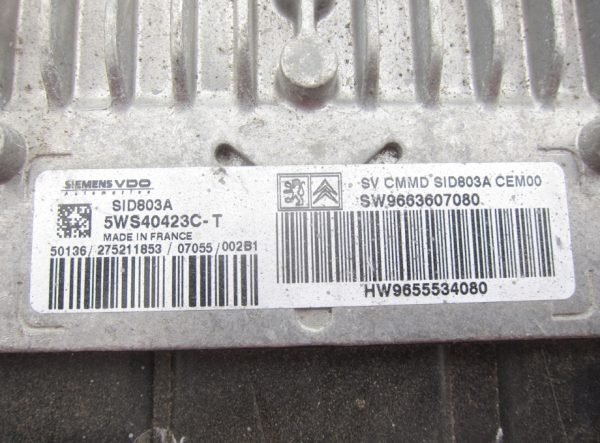 SIEMENS VDO
Automotive
SID803A
5WS40423C-T
MADE IN FRANCE
50136/275211853/07055/002B1
SV CMMD SID803A CEM00
SW9663607080
HW9655534080